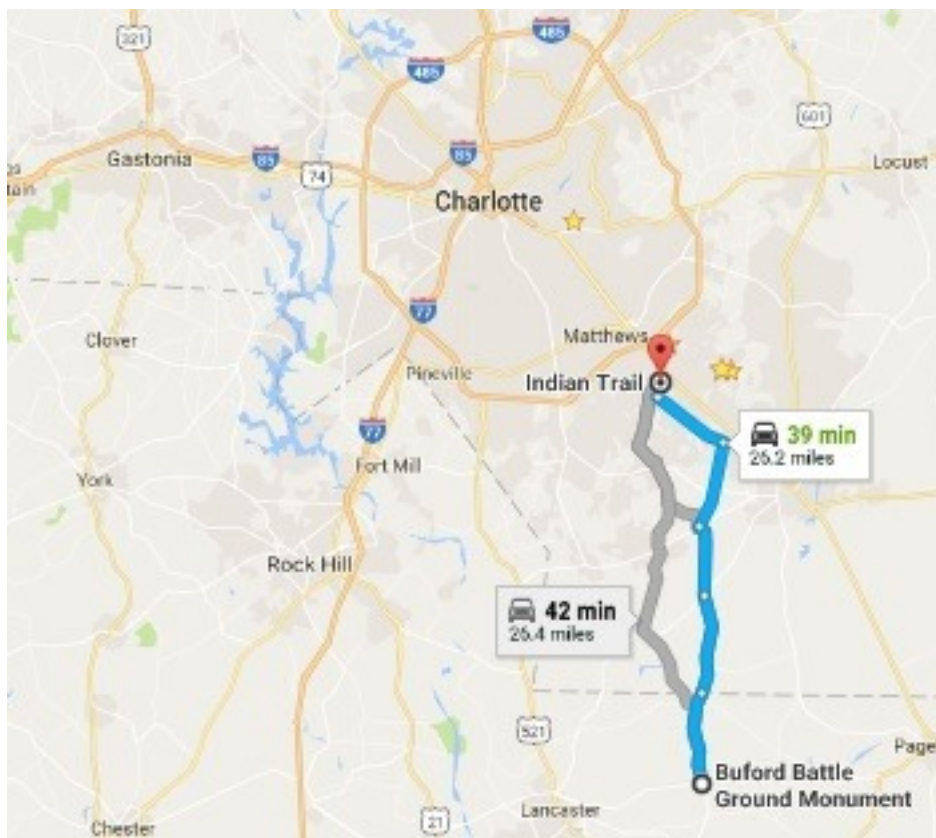 321
485
485
601
85
Gastonia
85
74
Locust
Charlotte
77
Matthews
Clover
Pineville
Indian Trail
39 min
26.2 miles
77
Fort Mill
York
Rock Hill
42 min
26.4 miles
521
Page
Buford Battle
Ground Monument
Lancaster
21
Chester